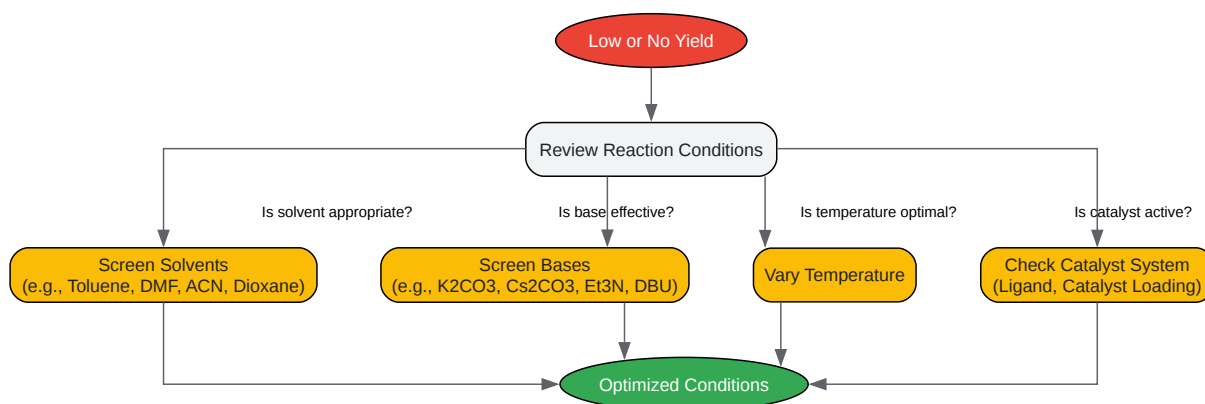 Low or No Yield
Review Reaction Conditions
Is solvent appropriate?
Is base effective?
Is temperature optimal?
Is catalyst active?
Screen Solvents
(e.g., Toluene, DMF, ACN, Dioxane)
Screen Bases
(e.g., K2CO3, Cs2CO3, Et3N, DBU)
Vary Temperature
Check Catalyst System
(Ligand, Catalyst Loading)
Optimized Conditions